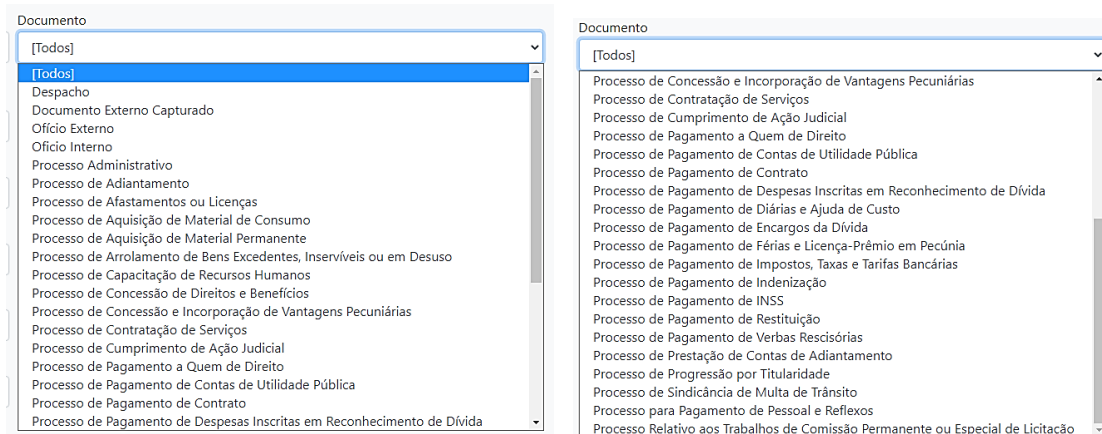 Documento
[Todos]
[Todos]
Despacho
Documento Externo Capturado
Ofício Externo
Oficio Interno
Processo Administrativo
Processo de Adiantamento
Processo de Afastamentos ou Licenças
Processo de Aquisição de Material de Consumo
Processo de Aquisição de Material Permanente
Processo de Arrolamento de Bens Excedentes, Inservíveis ou em Desuso
Processo de Capacitação de Recursos Humanos
Processo de Concessão de Direitos e Benefícios
Processo de Concessão e Incorporação de Vantagens Pecuniárias
Processo de Contratação de Serviços
Processo de Cumprimento de Ação Judicial
Processo de Pagamento a Quem de Direito
Processo de Pagamento de Contas de Utilidade Pública
Processo de Pagamento de Contrato
Processo de Pagamento de Despesas Inscritas em Reconhecimento de Dívida
Documento
[Todos]
Processo de Concessão e Incorporação de Vantagens Pecuniárias
Processo de Contratação de Serviços
Processo de Cumprimento de Ação Judicial
Processo de Pagamento a Quem de Direito
Processo de Pagamento de Contas de Utilidade Pública
Processo de Pagamento de Contrato
Processo de Pagamento de Despesas Inscritas em Reconhecimento de Dívida
Processo de Pagamento de Diárias e Ajuda de Custo
Processo de Pagamento de Encargos da Dívida
Processo de Pagamento de Férias e Licença-Prêmio em Pecúnia
Processo de Pagamento de Impostos, Taxas e Tarifas Bancárias
Processo de Pagamento de Indenização
Processo de Pagamento de INSS
Processo de Pagamento de Restituição
Processo de Pagamento de Verbas Rescisórias
Processo de Prestação de Contas de Adiantamento
Processo de Progressão por Titularidade
Processo de Sindicância de Multa de Trânsito
Processo para Pagamento de Pessoal e Reflexos
Processo Relativo aos Trabalhos de Comissão Permanente ou Especial de Licitação